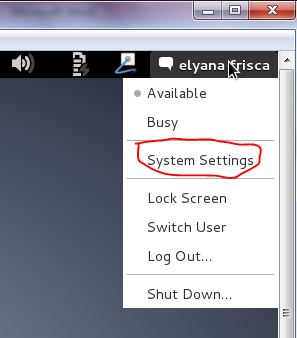 elyana frisca
Available
Busy
System Settings
Lock Screen
Switch User
Log Out...
Shut Down...